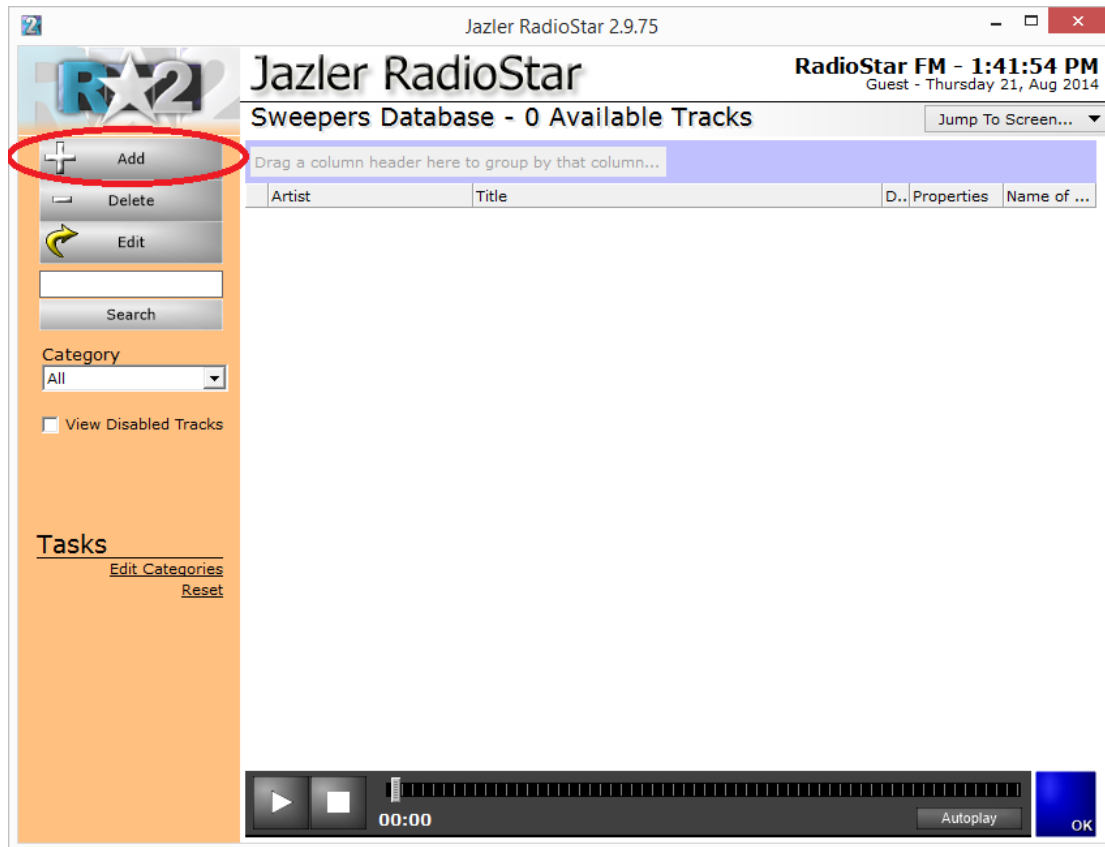 Jazler RadioStar 2.9.75
R★2
Jazler RadioStar
RadioStar FM - 1:41:54 PM
Guest - Thursday 21, Aug 2014
Sweepers Database - 0 Available Tracks
Jump To Screen...
Add
Drag a column header here to group by that column...
Delete
Artist Title D.. Properties Name of ...
Edit
Search
Category
All
View Disabled Tracks
Tasks
Edit Categories
Reset
00:00
Autoplay
OK